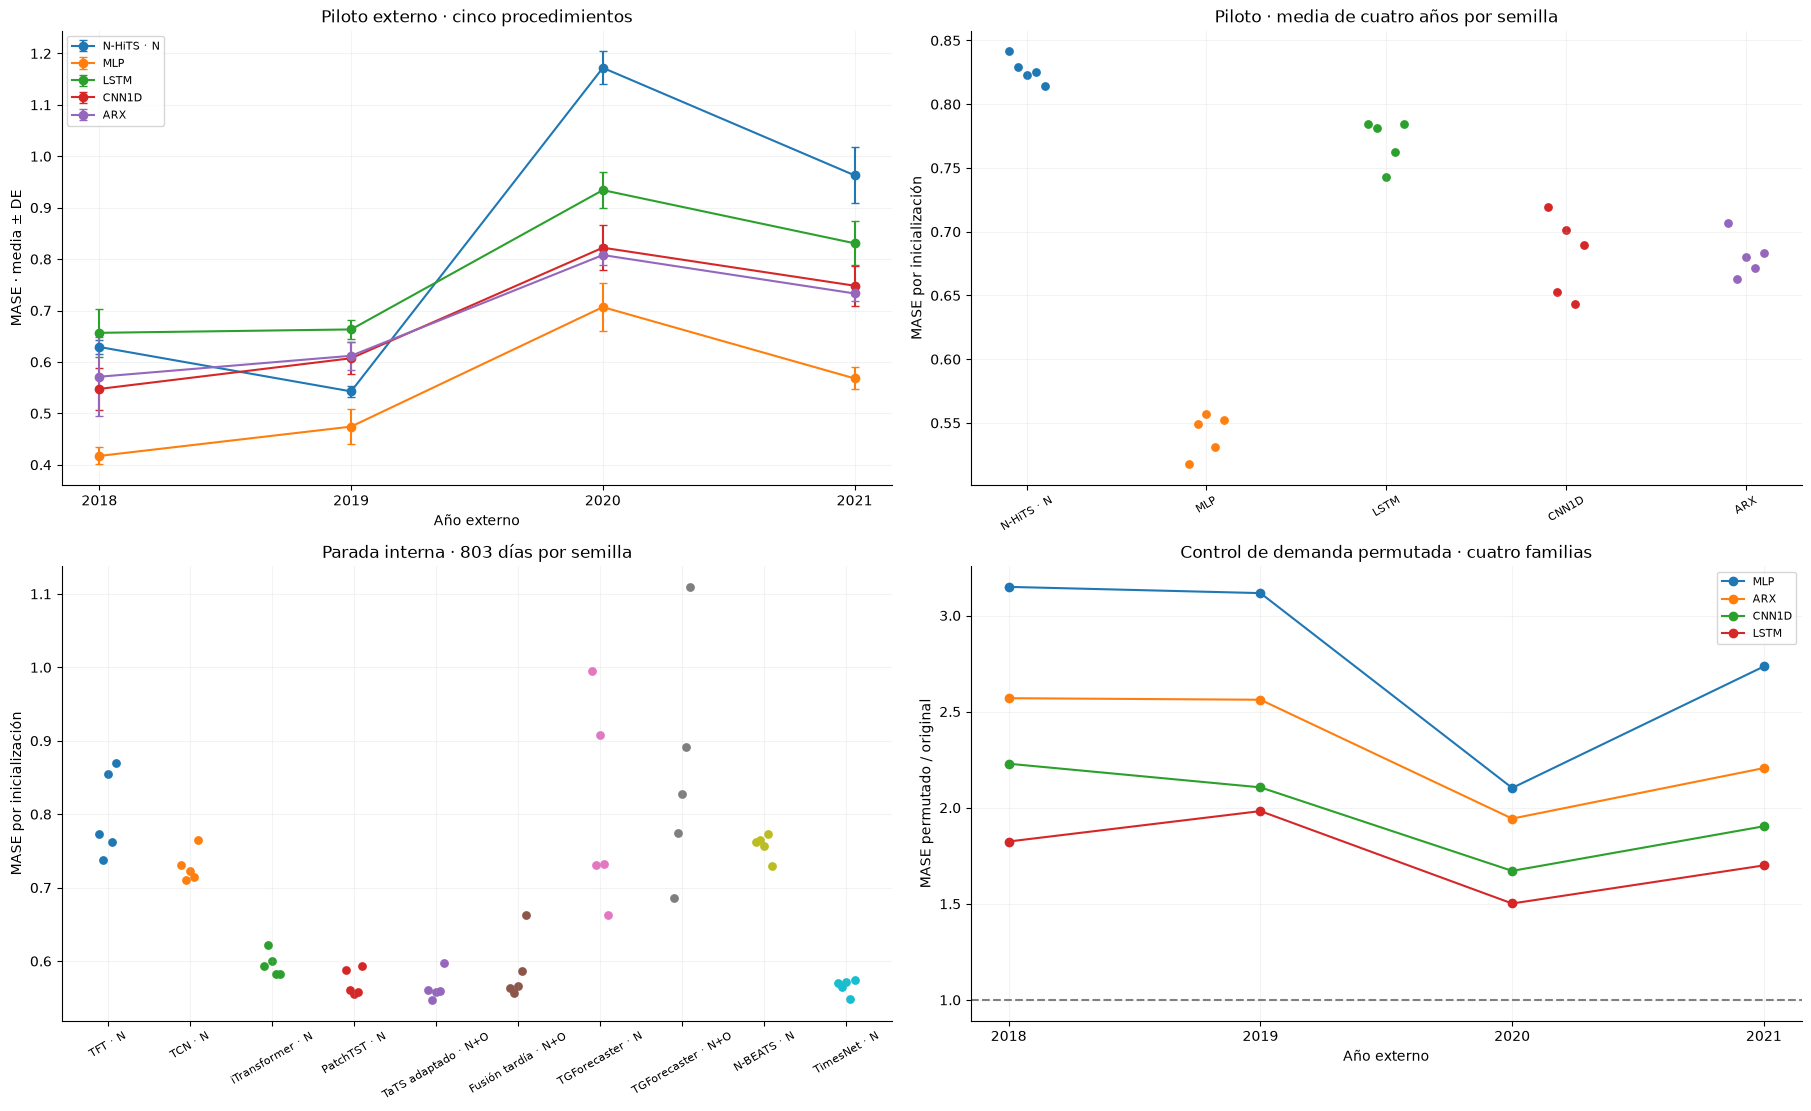 Piloto externo · cinco procedimientos
N-HiTS · N
MLP
LSTM
CNN1D
ARX
MASE · media ± DE
1.2
1.1
1.0
0.9
0.8
0.7
0.6
0.5
0.4
2018 2019 2020 2021
Año externo
Piloto · media de cuatro años por semilla
MASE por inicialización
0.85
0.80
0.75
0.70
0.65
0.60
0.55
N-HiTS · N MLP LSTM CNN1D ARX
Parada interna · 803 días por semilla
MASE por inicialización
1.1
1.0
0.9
0.8
0.7
0.6
TFT · N TCN · N iTransformer · N PatchTST · N TaTS adaptado · N+O Fusión tardía · N+O TGForecaster · N TGForecaster · N+O N-BEATS · N TimesNet · N
Control de demanda permutada · cuatro familias
MLP
ARX
CNN1D
LSTM
MASE permutado / original
3.0
2.5
2.0
1.5
1.0
2018 2019 2020 2021
Año externo